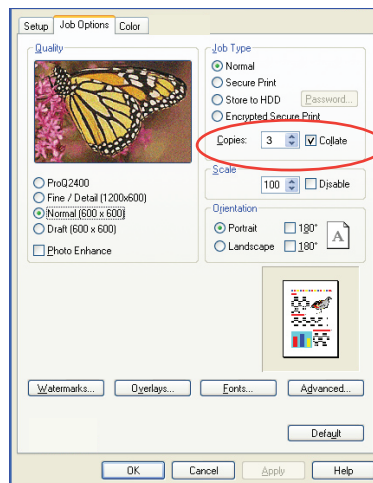 Setup Job Options Color
Quality
ProQ2400
Fine / Detail (1200x600)
Normal (600 x 600)
Draft (600 x 600)
Photo Enhance
Job Type
Normal
Secure Print
Store to HDD Password...
Encrypted Secure Print
Copies: 3 Collate
Scale
100 Disable
Orientation
Portrait 180°
Landscape 180°
A
Watermarks... Overlays... Fonts... Advanced...
Default
OK Cancel Apply Help